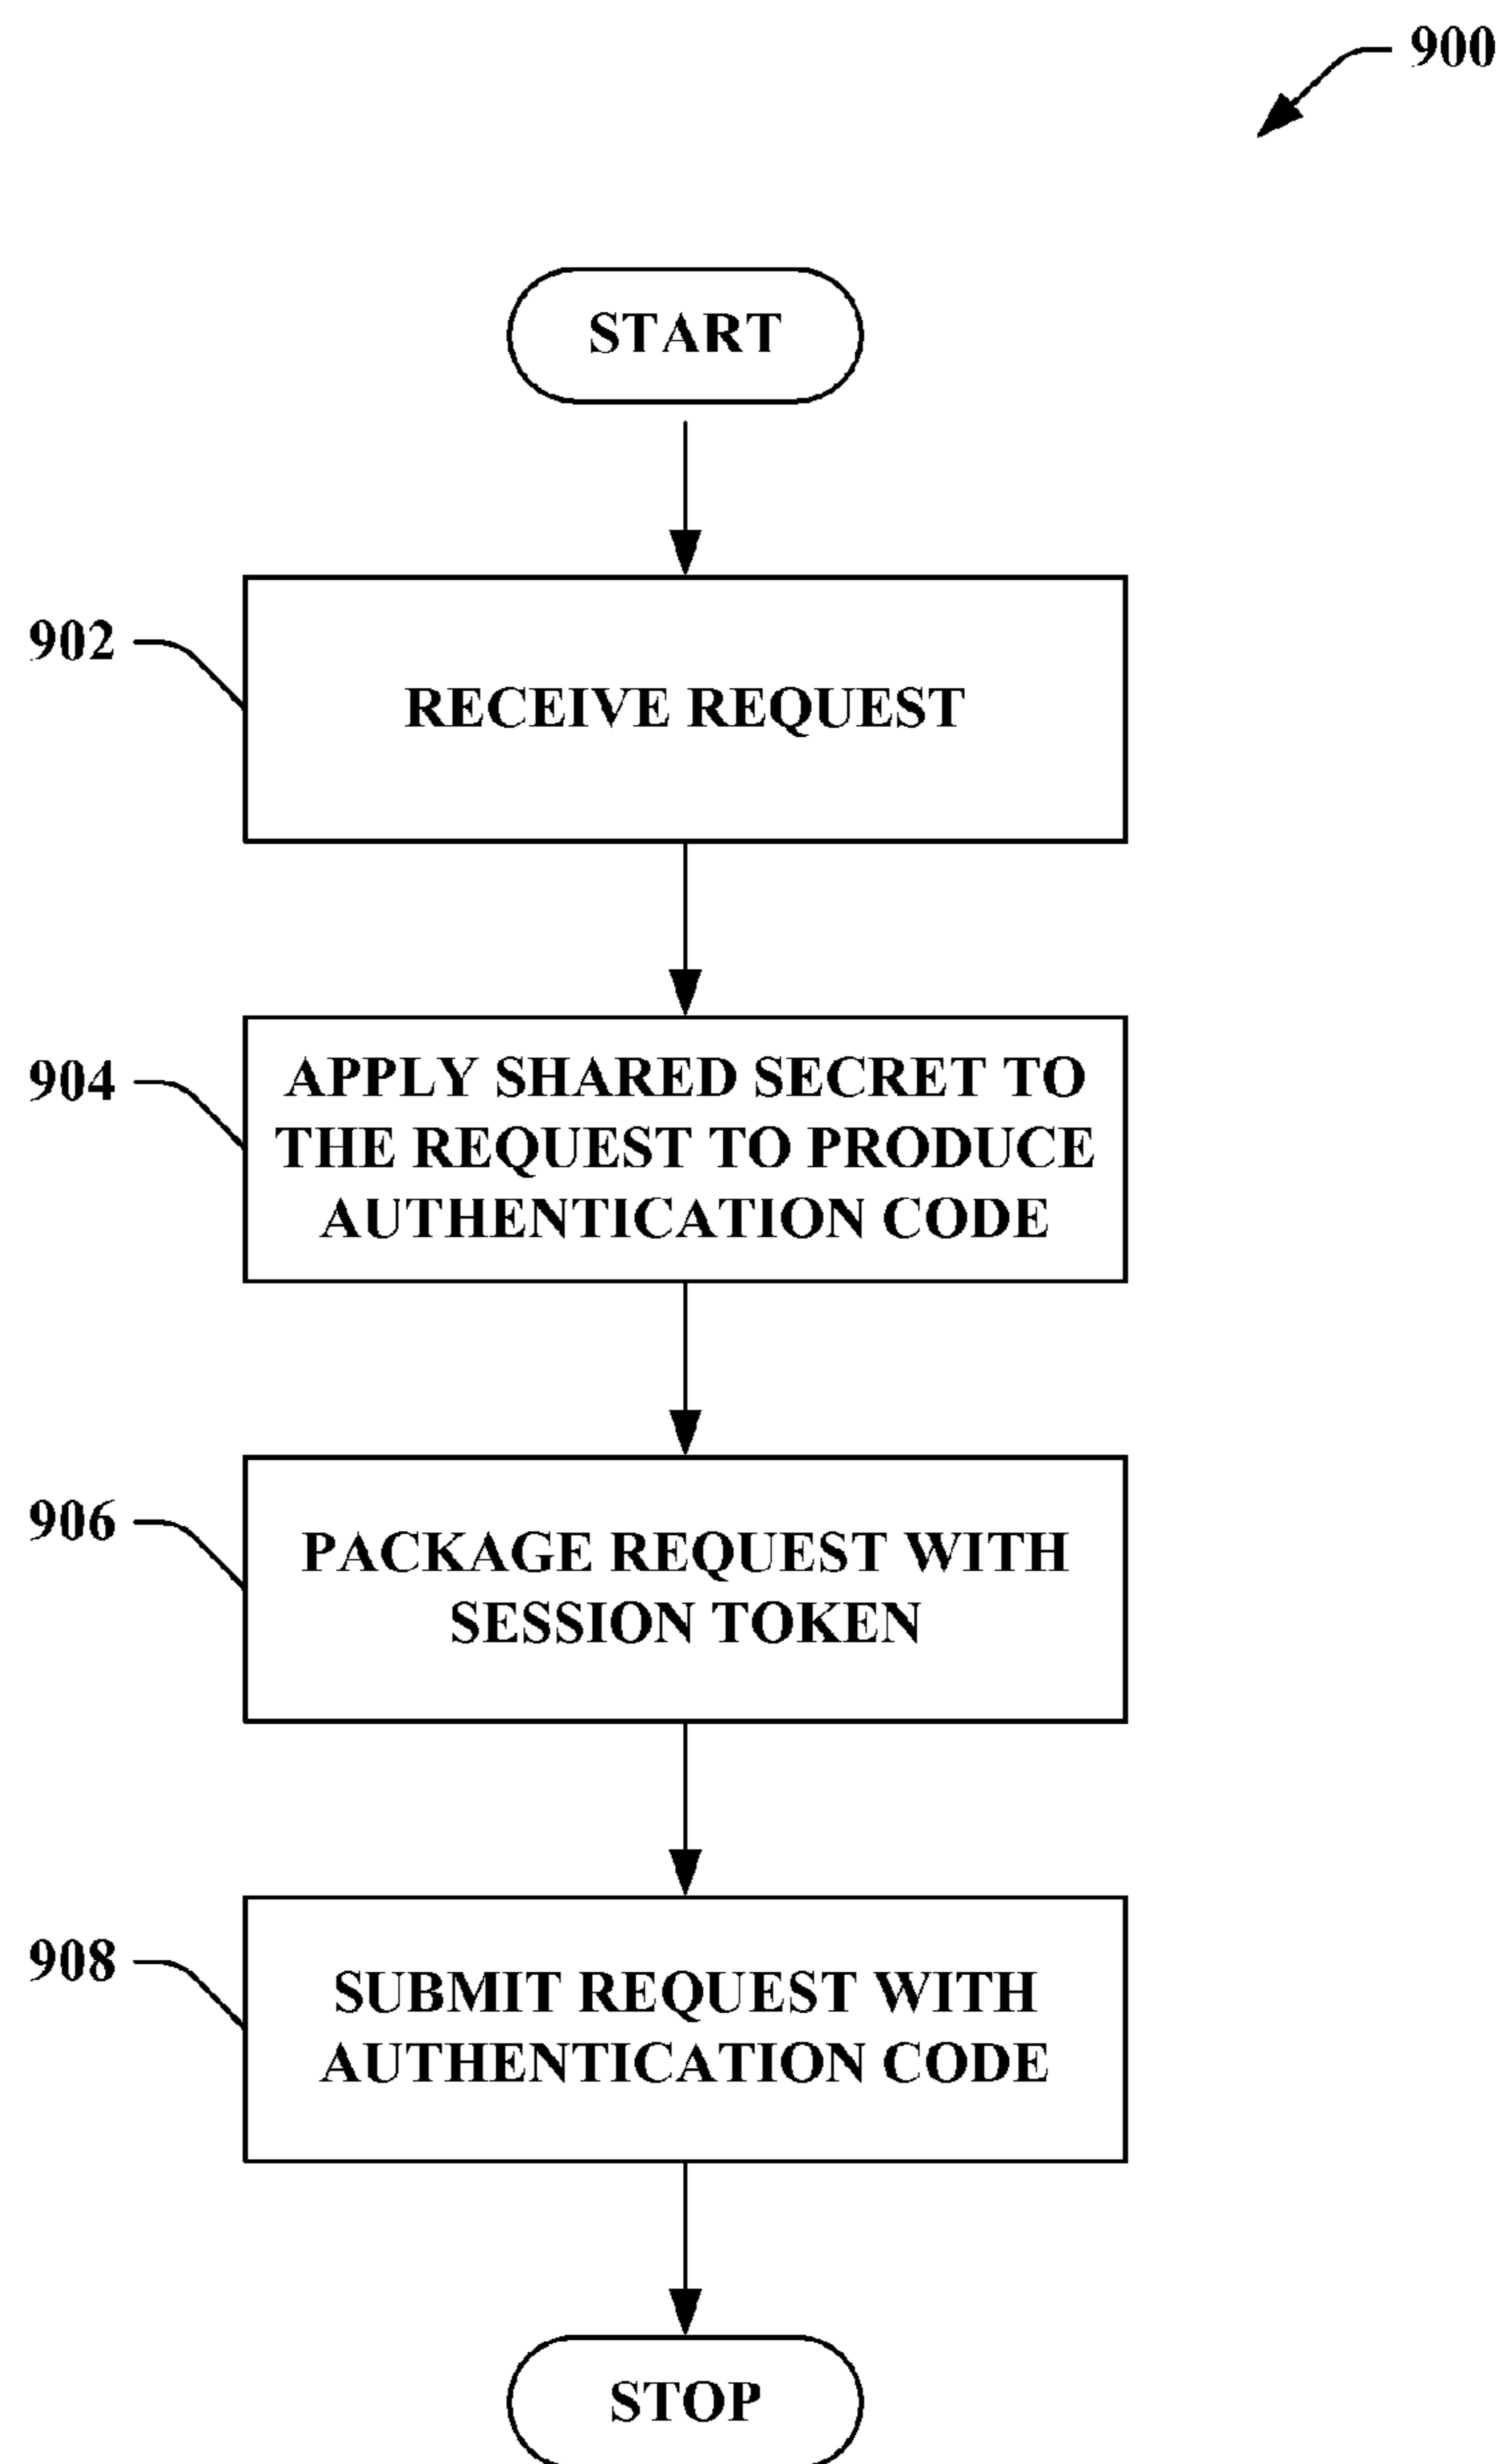 900
START
902
RECEIVE REQUEST
904
APPLY SHARED SECRET TO
THE REQUEST TO PRODUCE
AUTHENTICATION CODE
906
PACKAGE REQUEST WITH
SESSION TOKEN
908
SUBMIT REQUEST WITH
AUTHENTICATION CODE
STOP